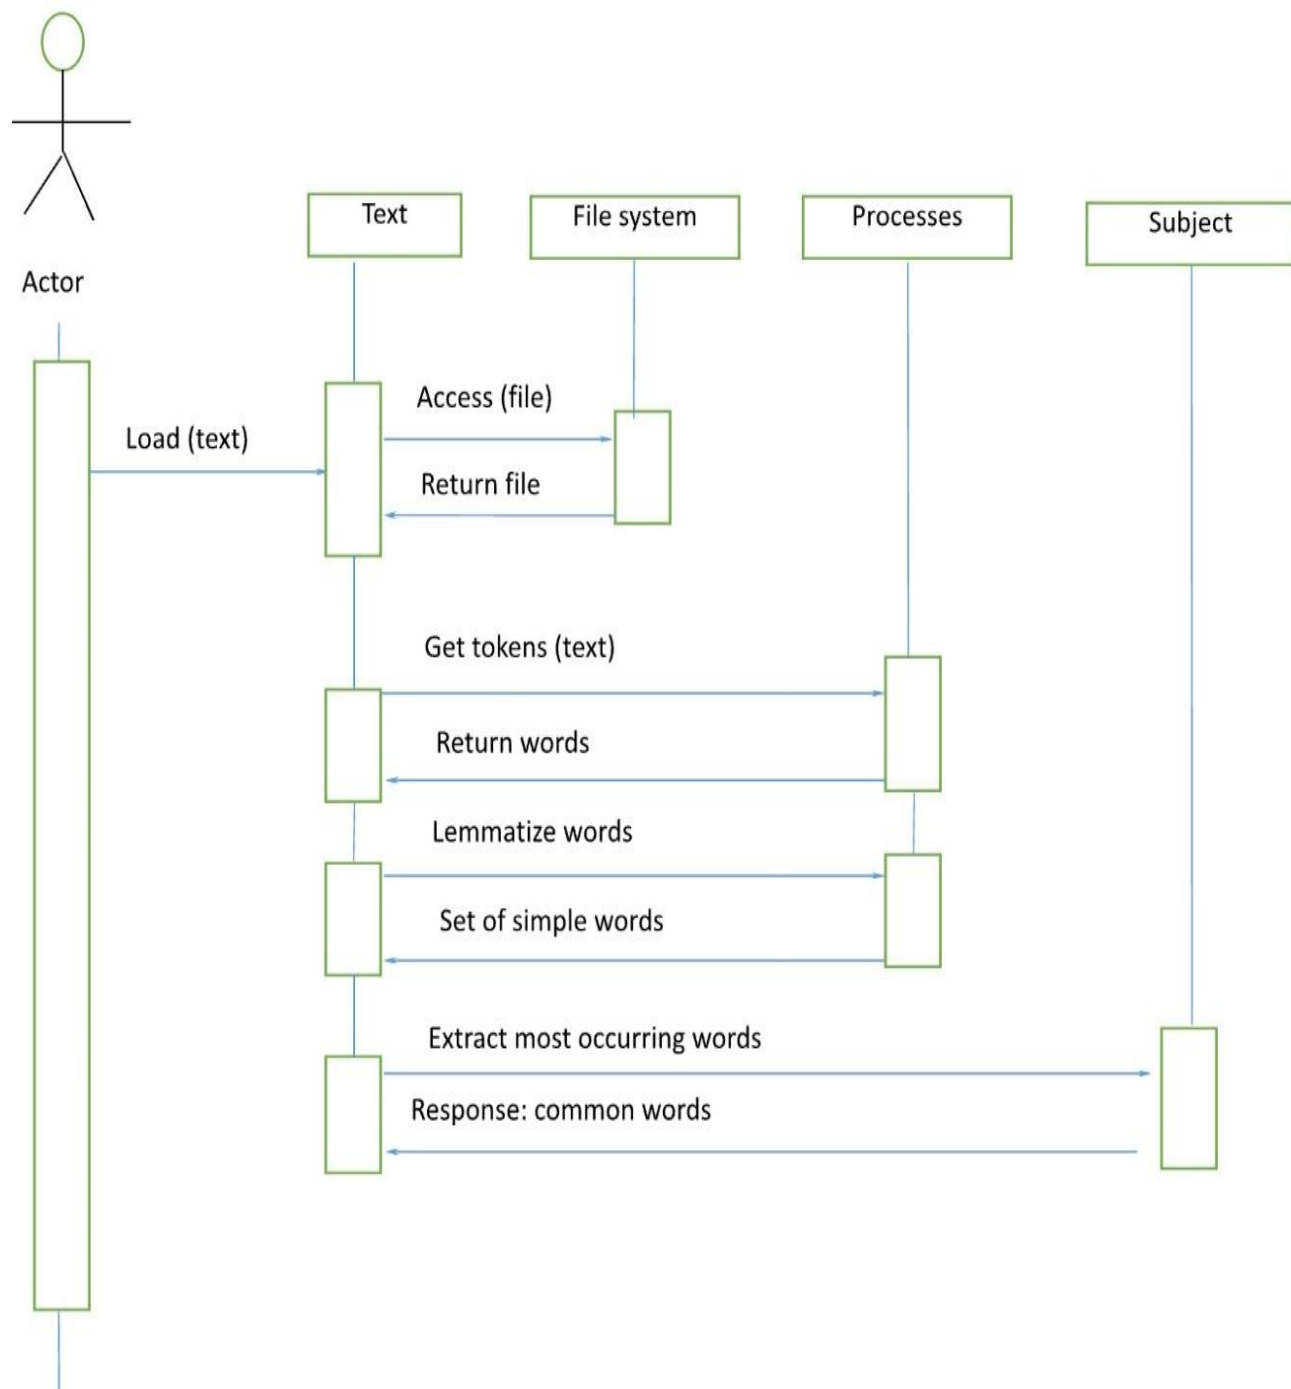 Text
File system
Processes
Subject
Actor
Access (file)
Load (text)
Return file
Get tokens (text)
Return words
Lemmatize words
Set of simple words
Extract most occurring words
Response: common words